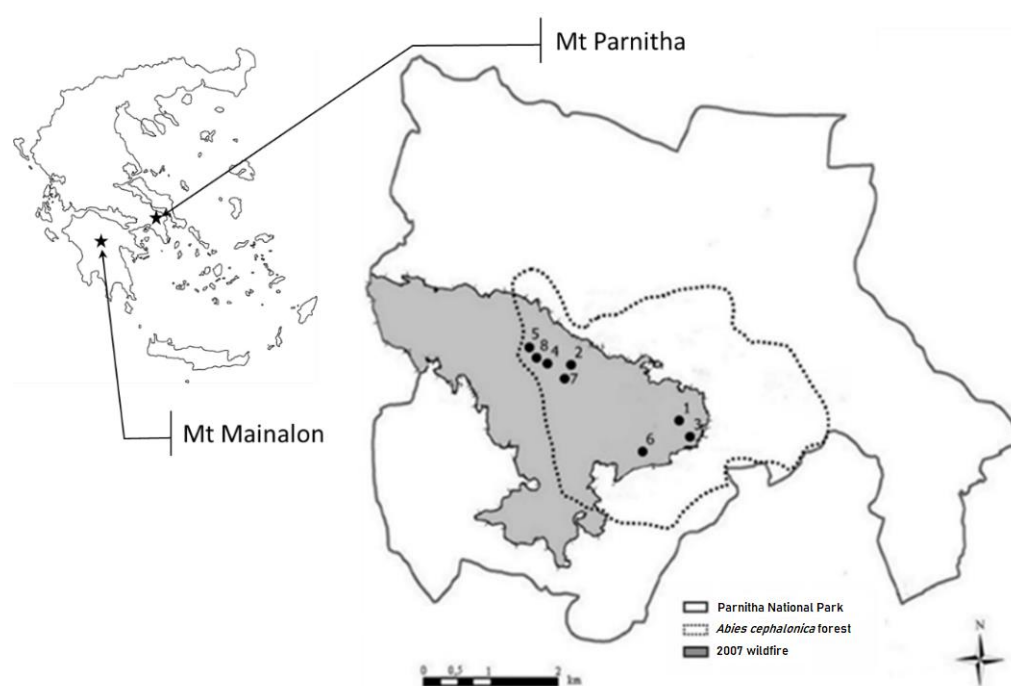 Mt Parnitha
Mt Mainalon
5
8
4
2
7
1
3
6
Parnitha National Park
Abies cephalonica forest
2007 wildfire
N
0 0,5 1 2
km